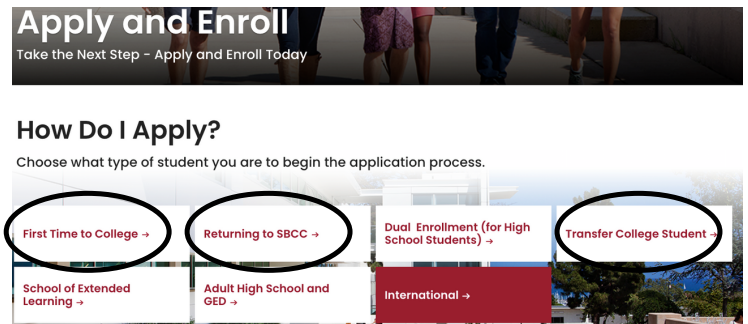 Apply and Enroll
Take the Next Step - Apply and Enroll Today
How Do I Apply?
Choose what type of student you are to begin the application process.
First Time to College →
Returning to SBCC →
Dual Enrollment (for High
School Students) →
Transfer College Student →
School of Extended
Learning →
Adult High School and
GED →
International →